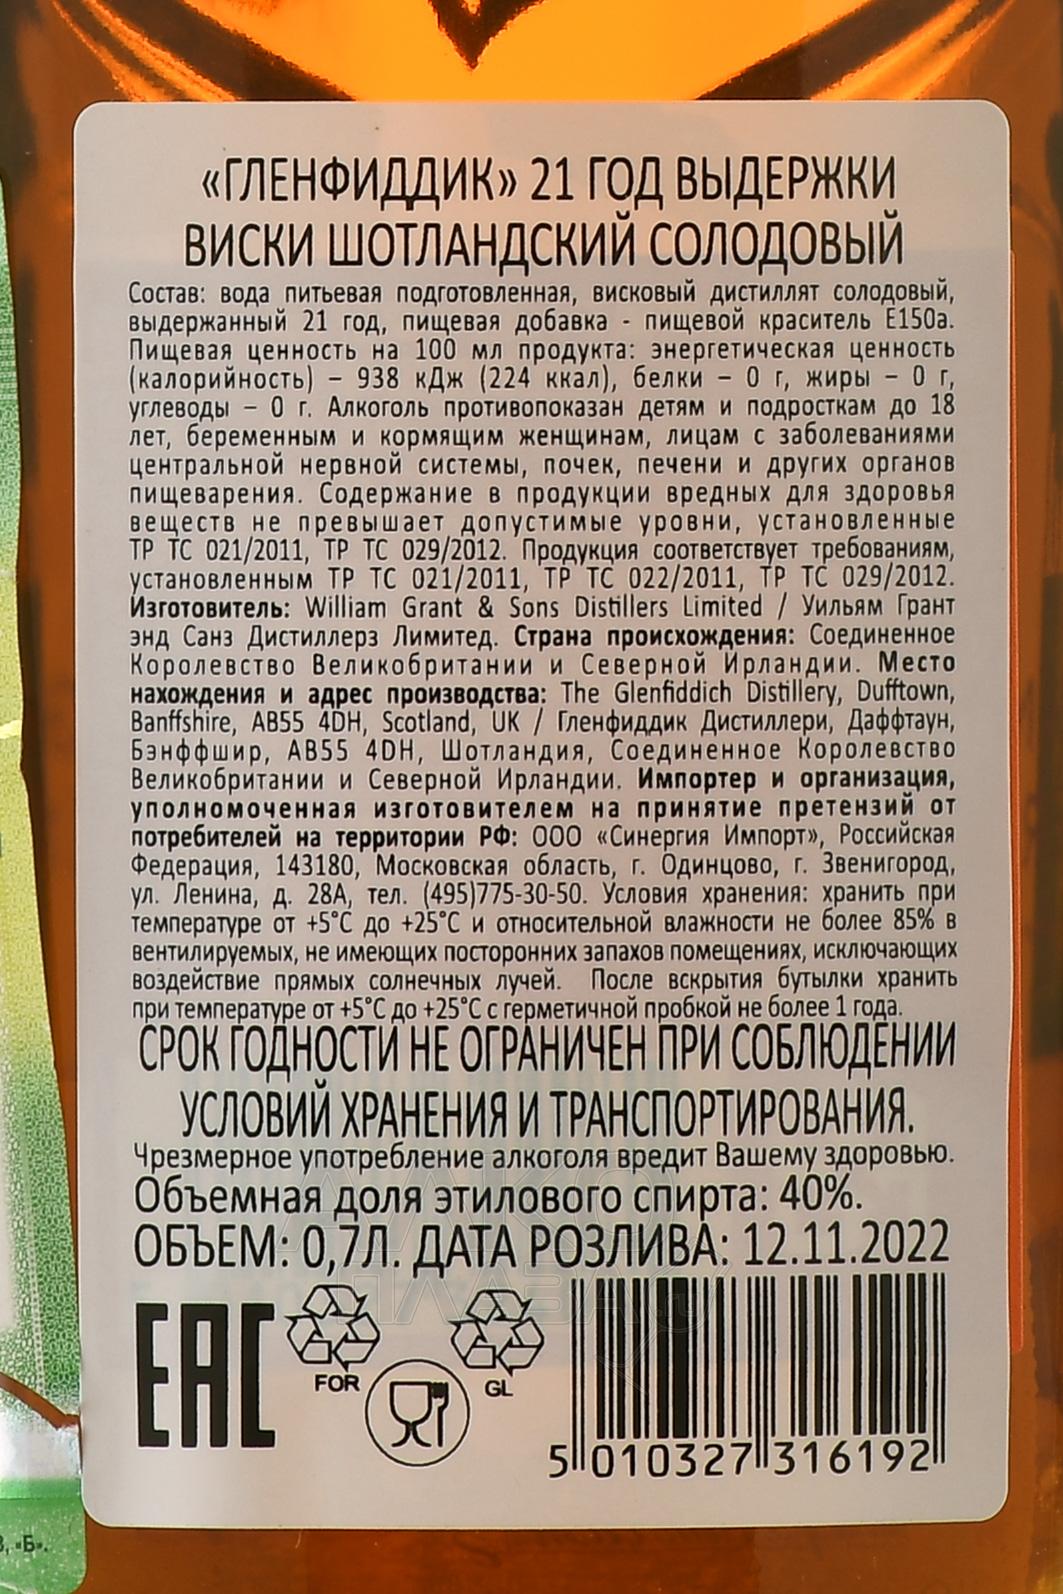 «ГЛЕНФИДДИК» 21 ГОД ВЫДЕРЖКИ
ВИСКИ ШОТЛАНДСКИЙ СОЛОДОВЫЙ
Состав: вода питьевая подготовленная, висковый дистиллят солодовый,
выдержанный 21 год, пищевая добавка - пищевой краситель Е150а.
Пищевая ценность на 100 мл продукта: энергетическая ценность
(калорийность) – 938 кДж (224 ккал), белки – 0 г, жиры – 0 г,
углеводы – 0 г. Алкоголь противопоказан детям и подросткам до 18
лет, беременным и кормящим женщинам, лицам с заболеваниями
центральной нервной системы, почек, печени и других органов
пищеварения. Содержание в продукции вредных для здоровья
веществ не превышает допустимые уровни, установленные
ТР ТС 021/2011, ТР ТС 029/2012. Продукция соответствует требованиям,
установленным ТР ТС 021/2011, ТР ТС 022/2011, ТР ТС 029/2012.
Изготовитель: William Grant & Sons Distillers Limited / Уильям Грант
энд Санз Дистиллерз Лимитед. Страна происхождения: Соединенное
Королевство Великобритании и Северной Ирландии. Место
нахождения и адрес производства: The Glenfiddich Distillery, Dufftown,
Banffshire, AB55 4DH, Scotland, UK / Гленфиддик Дистиллери, Даффтаун,
Бэнффшир, AB55 4DH, Шотландия, Соединенное Королевство
Великобритании и Северной Ирландии. Импортер и организация,
уполномоченная изготовителем на принятие претензий от
потребителей на территории РФ: ООО «Синергия Импорт», Российская
Федерация, 143180, Московская область, г. Одинцово, г. Звенигород,
ул. Ленина, д. 28А, тел. (495)775-30-50. Условия хранения: хранить при
температуре от +5°С до +25°С и относительной влажности не более 85% в
вентилируемых, не имеющих посторонних запахов помещениях, исключающих
воздействие прямых солнечных лучей. После вскрытия бутылки хранить
при температуре от +5°С до +25°С с герметичной пробкой не более 1 года.
СРОК ГОДНОСТИ НЕ ОГРАНИЧЕН ПРИ СОБЛЮДЕНИИ
УСЛОВИЙ ХРАНЕНИЯ И ТРАНСПОРТИРОВАНИЯ.
Чрезмерное употребление алкоголя вредит Вашему здоровью.
Объемная доля этилового спирта: 40%.
ОБЪЕМ: 0,7Л. ДАТА РОЗЛИВА: 12.11.2022
АЛКО
ПЛАЗА.ru
EAC
FOR
GL
5 010327 316192
«Б».